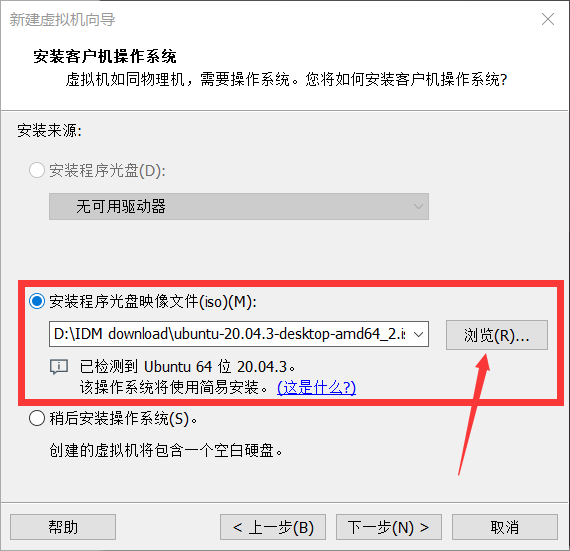 新建虚拟机向导
安装客户机操作系统
虚拟机如同物理机，需要操作系统。您将如何安装客户机操作系统?
安装来源:
安装程序光盘(D):
无可用驱动器
安装程序光盘映像文件(iso)(M):
D:\IDM download\ubuntu-20.04.3-desktop-amd64_2.is
浏览(R)...
已检测到 Ubuntu 64 位 20.04.3。
该操作系统将使用简易安装。 (这是什么?)
稍后安装操作系统(S)。
创建的虚拟机将包含一个空白硬盘。
帮助
< 上一步(B)
下一步(N) >
取消